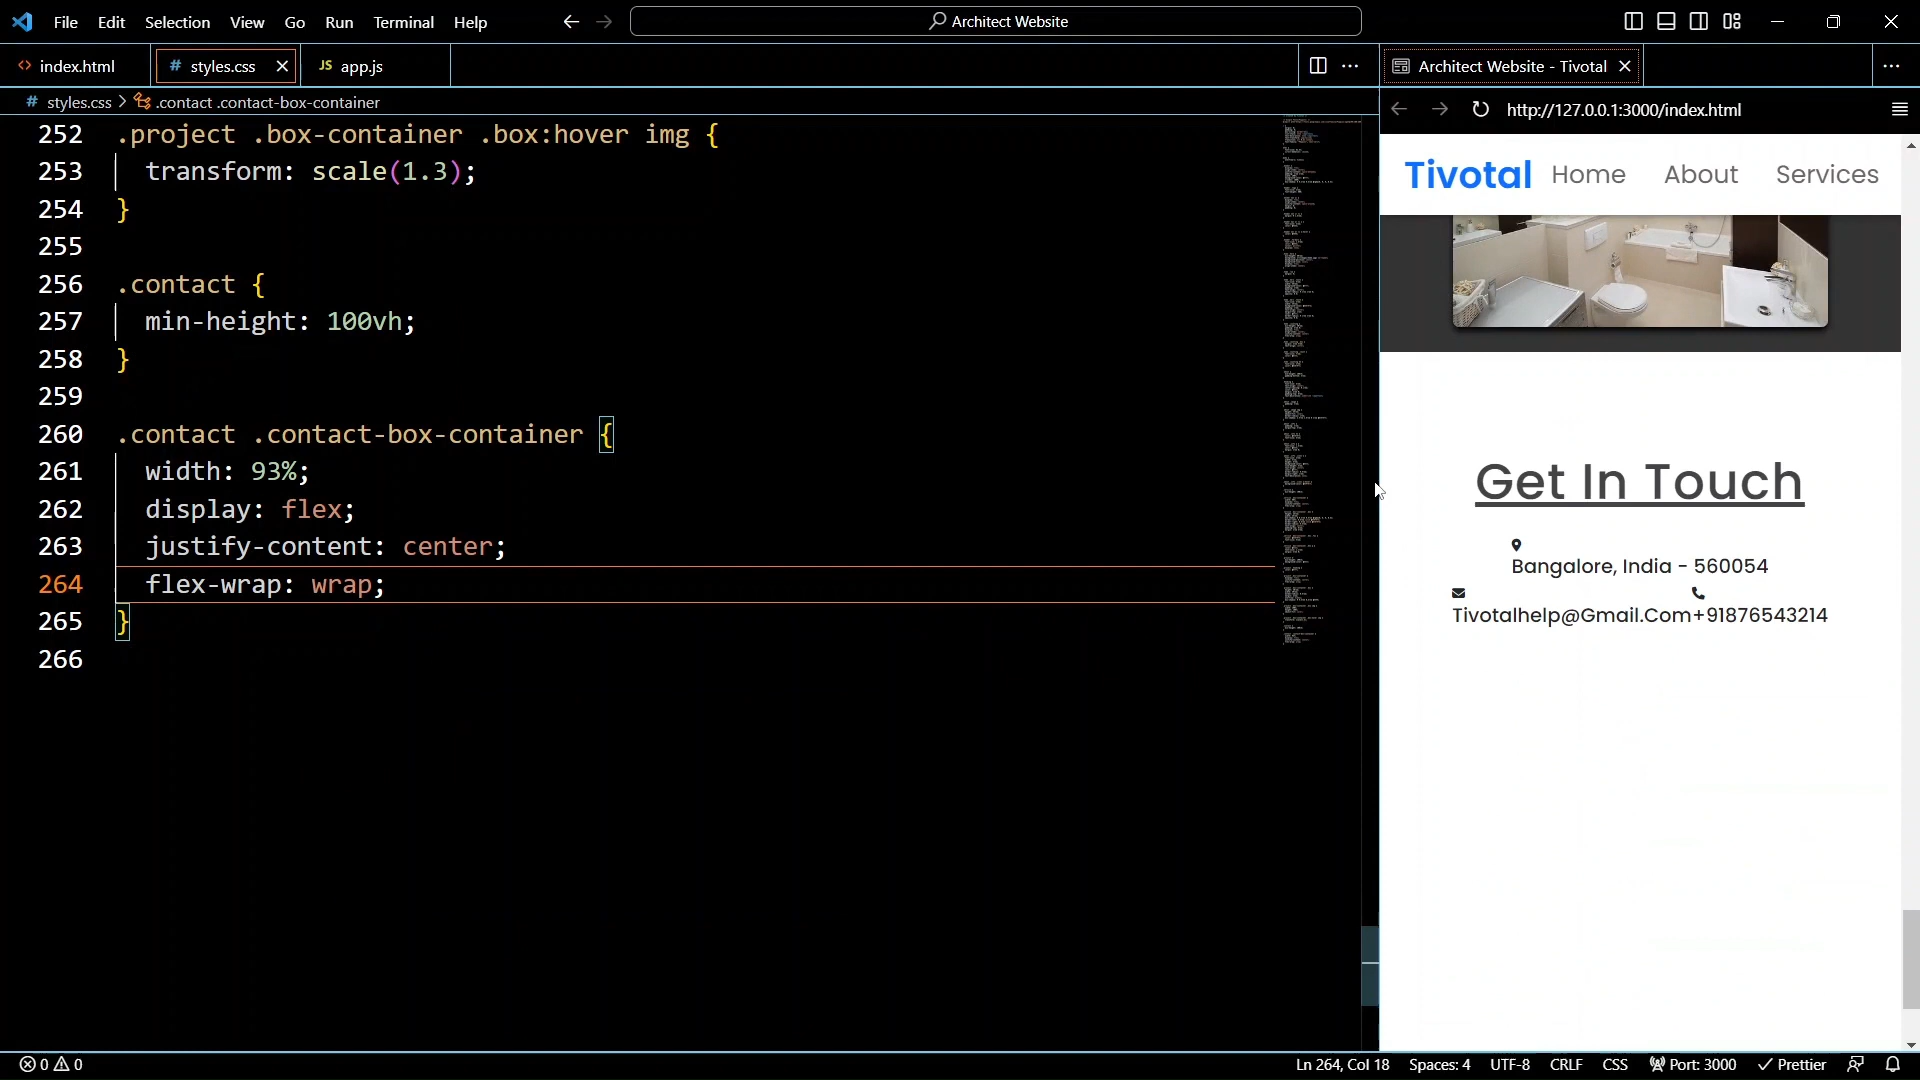 File Edit Selection View Go Run Terminal Help
Architect Website
index.html
styles.css
JS app.js
Architect Website - Tivotal
# styles.css > .contact .contact-box-container
http://127.0.0.1:3000/index.html
252 .project .box-container .box:hover img {
253 transform: scale(1.3);
254 }
255
256 .contact {
257 min-height: 100vh;
258 }
259
260 .contact .contact-box-container {
261 width: 93%;
262 display: flex;
263 justify-content: center;
264 flex-wrap: wrap;
265 }
266
Tivotal Home About Services
Get In Touch
Bangalore, India - 560054
Tivotalhelp@Gmail.Com+91876543214
0 0
Ln 264, Col 18 Spaces: 4 UTF-8 CRLF CSS Port: 3000 Prettier